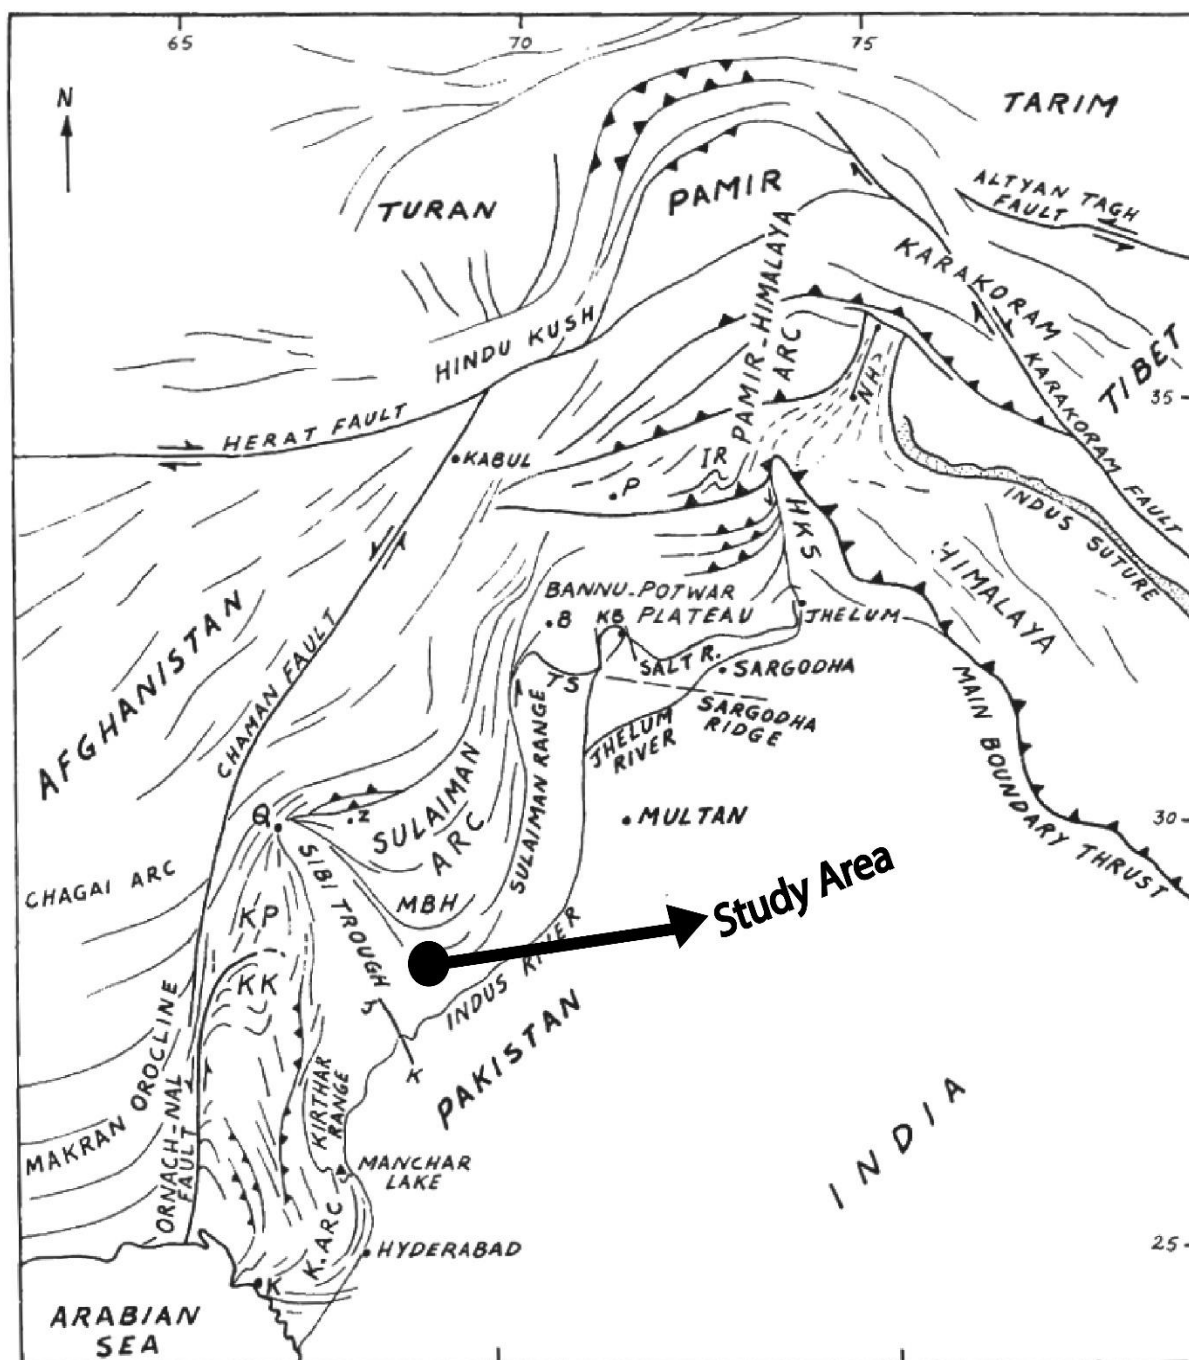 65
70
75
N
TARIM
TURAN
PAMIR
ALTYAN TAGH
FAULT
PAMIR-HIMALAYA
ARC
KARAKORAM
HINDU KUSH
TIBET
35
HERAT FAULT
KABUL
NH
KARAKORAM FAULT
IR
P
INDUS SUTURE
HKS
HIMALAYA
AFGHANISTAN
CHAMAN FAULT
BANNU-POTWAR
PLATEAU
B
KB
JHELUM
SALT R.
SARGODHA
TS
SARGODHA
RIDGE
JHELUM
RIVER
MAIN BOUNDARY THRUST
SULAIMAN RANGE
SULAIMAN
ARC
Q
Z
MULTAN
30
CHAGAI ARC
SIBI TROUGH
MBH
Study Area
KP
KK
INDUS RIVER
J
K
PAKISTAN
MAKRAN OROCLINE
ORNACH-NAL
FAULT
KIRTHAR
RANGE
MANCHAR
LAKE
INDIA
K. ARC
HYDERABAD
25
K
ARABIAN
SEA